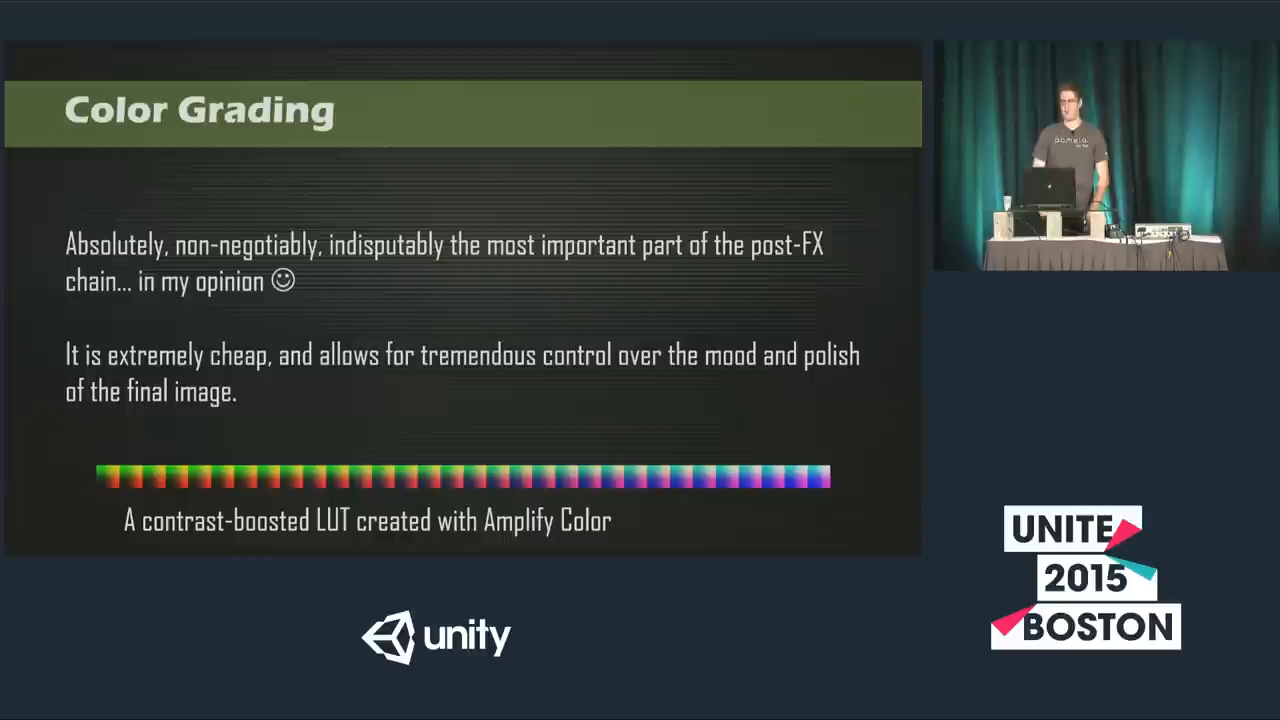 Color Grading
Absolutely, non-negotiably, indisputably the most important part of the post-FX
chain... in my opinion ☺
It is extremely cheap, and allows for tremendous control over the mood and polish
of the final image.
A contrast-boosted LUT created with Amplify Color
UNITE
2015
BOSTON
unity